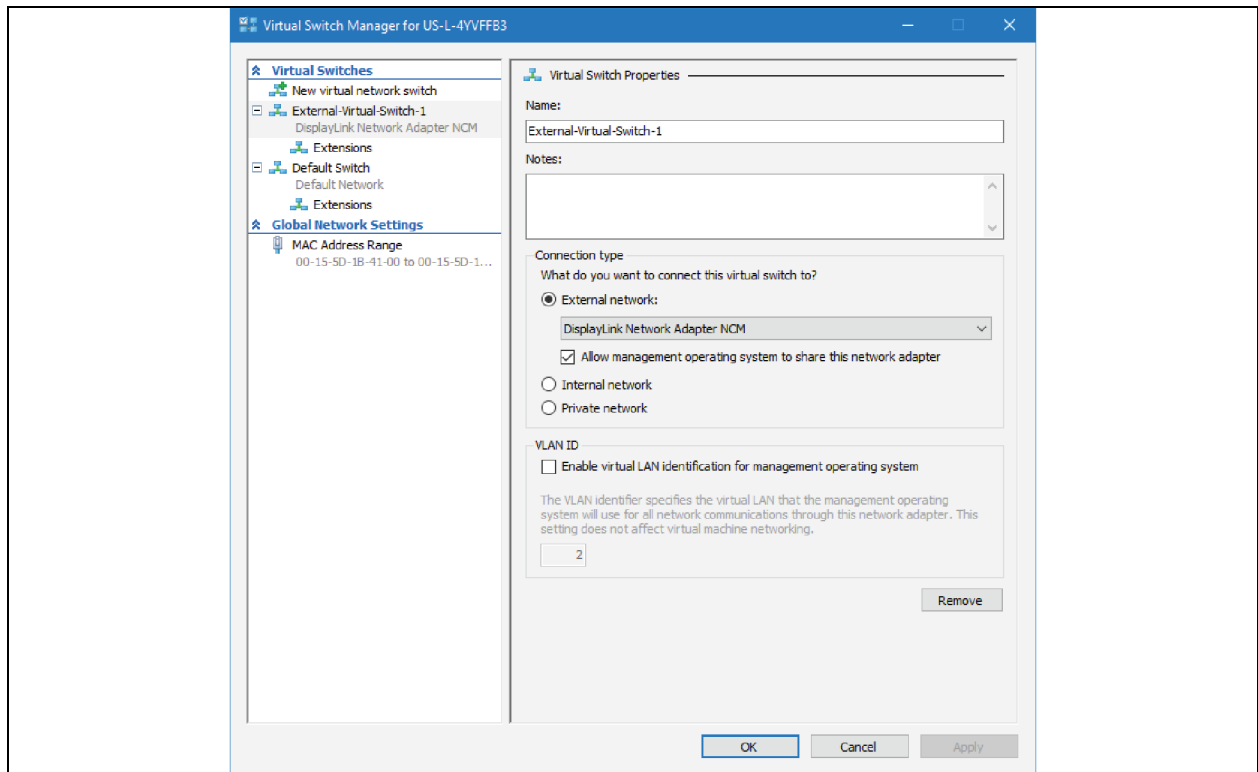 Virtual Switch Manager for US-L-4YVFFB3
Virtual Switches
New virtual network switch
External-Virtual-Switch-1
DisplayLink Network Adapter NCM
Extensions
Default Switch
Default Network
Extensions
Global Network Settings
MAC Address Range
00-15-5D-1B-41-00 to 00-15-5D-1...
Virtual Switch Properties
Name:
External-Virtual-Switch-1
Notes:
Connection type
What do you want to connect this virtual switch to?
External network:
DisplayLink Network Adapter NCM
Allow management operating system to share this network adapter
Internal network
Private network
VLAN ID
Enable virtual LAN identification for management operating system
The VLAN identifier specifies the virtual LAN that the management operating
system will use for all network communications through this network adapter. This
setting does not affect virtual machine networking.
2
Remove
OK
Cancel
Apply